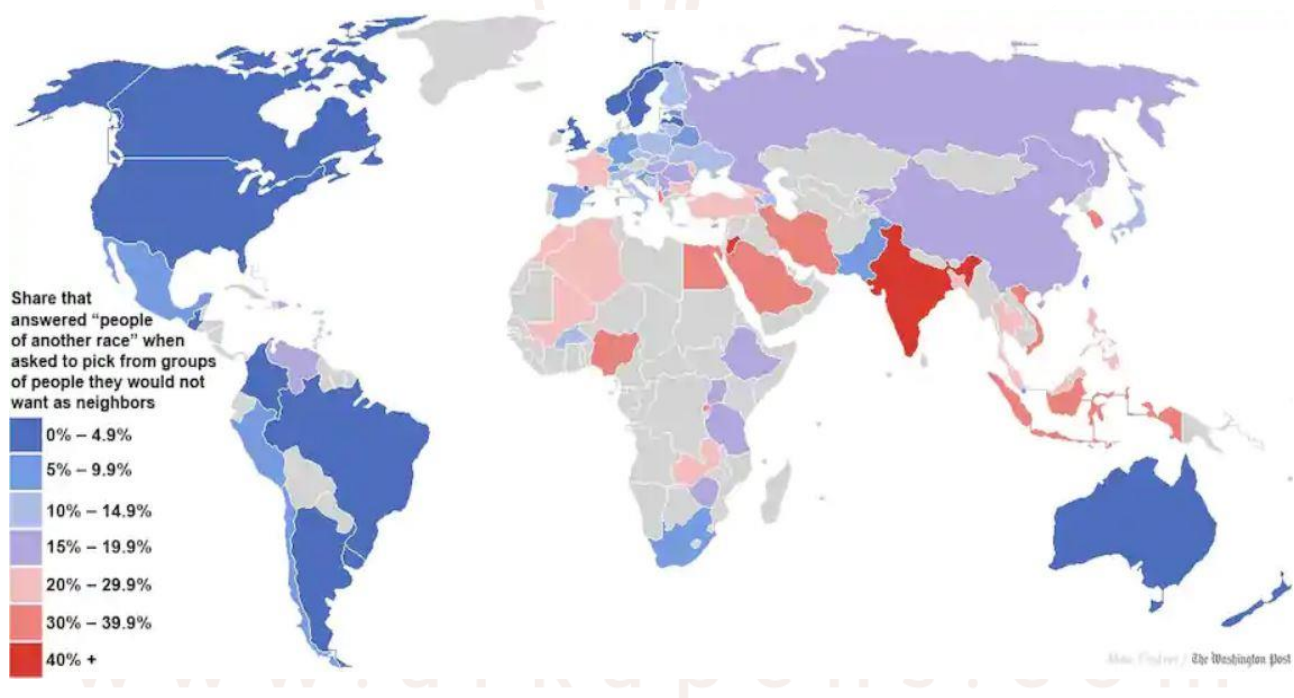 Share that
answered “people
of another race” when
asked to pick from groups
of people they would not
want as neighbors
0% – 4.9%
5% – 9.9%
10% – 14.9%
15% – 19.9%
20% – 29.9%
30% – 39.9%
40% +
/ The Washington Post